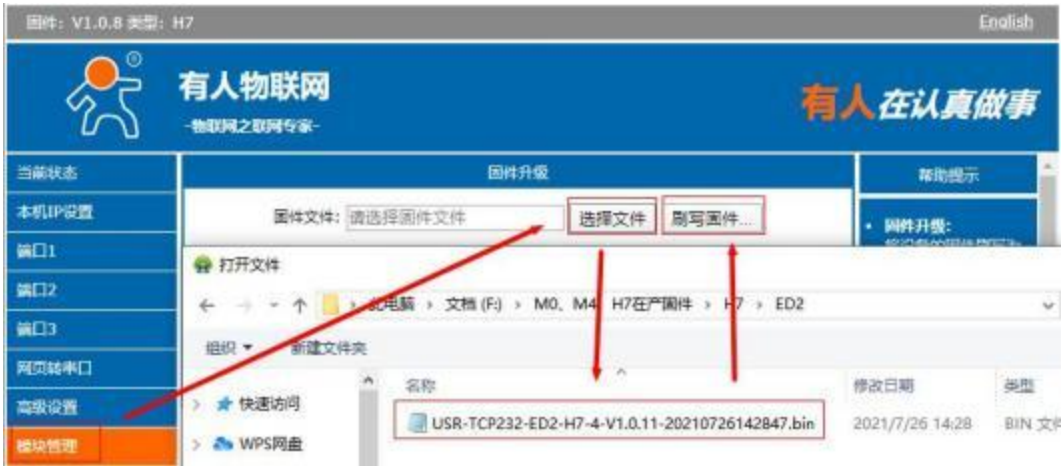 固件: V1.0.8 类型: H7
English
有人物联网
-物联网之联网专家-
有人在认真做事
当前状态
本机IP设置
端口1
端口2
端口3
网页转串口
高级设置
模块管理
固件升级
固件文件: 请选择固件文件 选择文件 刷写固件...
帮助提示
• 固件升级:
打开文件
电脑 › 文档 (F:) › M0、M4、H7在产固件 › H7 › ED2
组织 新建文件夹
快速访问
WPS网盘
名称 修改日期 类型
USR-TCP232-ED2-H7-4-V1.0.11-20210726142847.bin 2021/7/26 14:28 BIN 文件